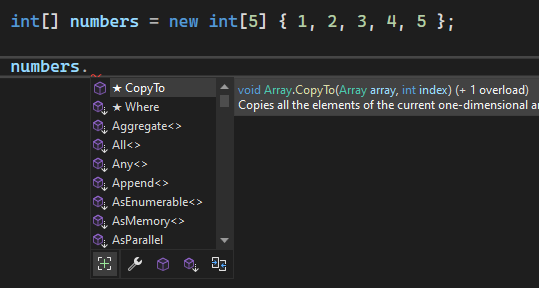 int[] numbers = new int[5] { 1, 2, 3, 4, 5 };
numbers.
★ CopyTo
★ Where
Aggregate<>
All<>
Any<>
Append<>
AsEnumerable<>
AsMemory<>
AsParallel
void Array.CopyTo(Array array, int index) (+ 1 overload)
Copies all the elements of the current one-dimensional